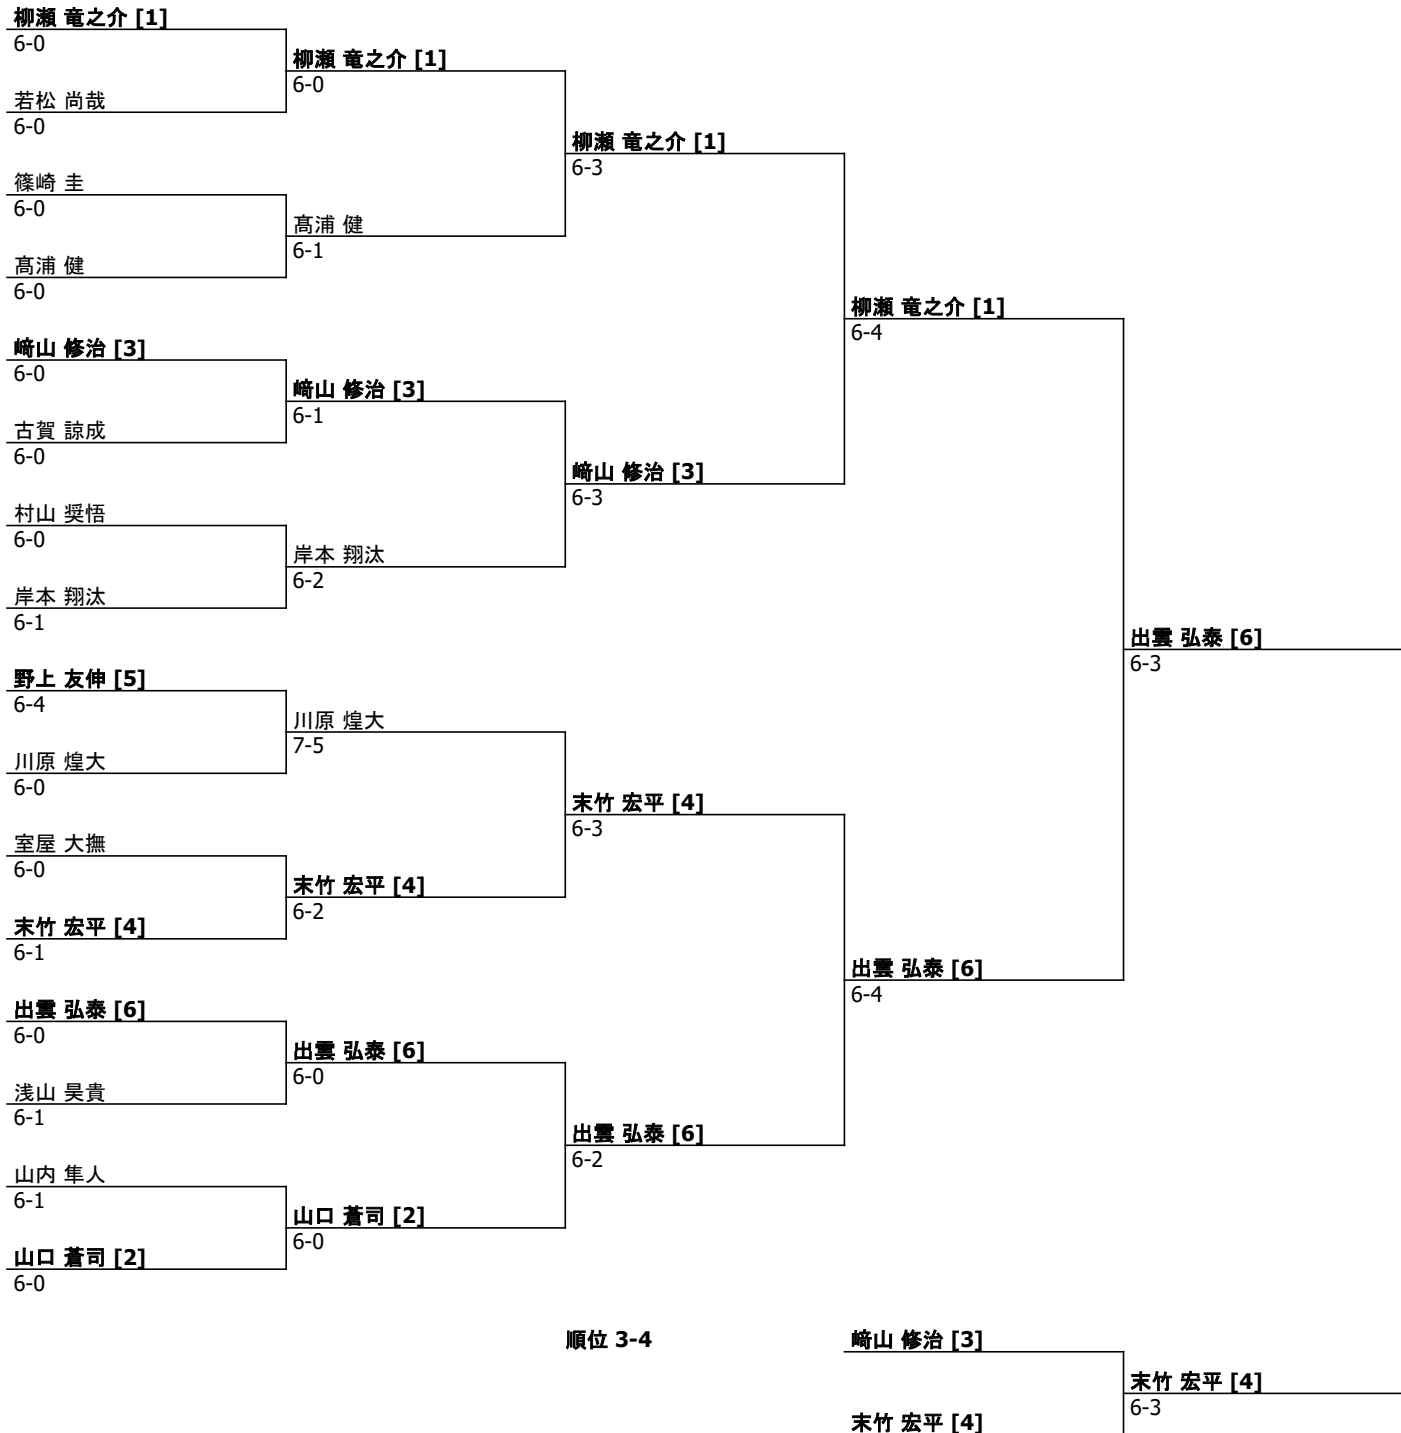 柳瀬 竜之介 [1]
6-0
柳瀬 竜之介 [1]
6-0
若松 尚哉
6-0
柳瀬 竜之介 [1]
6-3
篠崎 圭
6-0
髙浦 健
6-1
髙浦 健
6-0
柳瀬 竜之介 [1]
6-4
﨑山 修治 [3]
6-0
﨑山 修治 [3]
6-1
古賀 諒成
6-0
﨑山 修治 [3]
6-3
村山 奨悟
6-0
岸本 翔汰
6-2
岸本 翔汰
6-1
出雲 弘泰 [6]
6-3
野上 友伸 [5]
6-4
川原 煌大
7-5
川原 煌大
6-0
末竹 宏平 [4]
6-3
室屋 大撫
6-0
末竹 宏平 [4]
6-2
末竹 宏平 [4]
6-1
出雲 弘泰 [6]
6-4
出雲 弘泰 [6]
6-0
出雲 弘泰 [6]
6-0
浅山 昊貴
6-1
出雲 弘泰 [6]
6-2
山内 隼人
6-1
山口 蒼司 [2]
6-0
山口 蒼司 [2]
6-0
順位 3-4
﨑山 修治 [3]
末竹 宏平 [4]
6-3
末竹 宏平 [4]